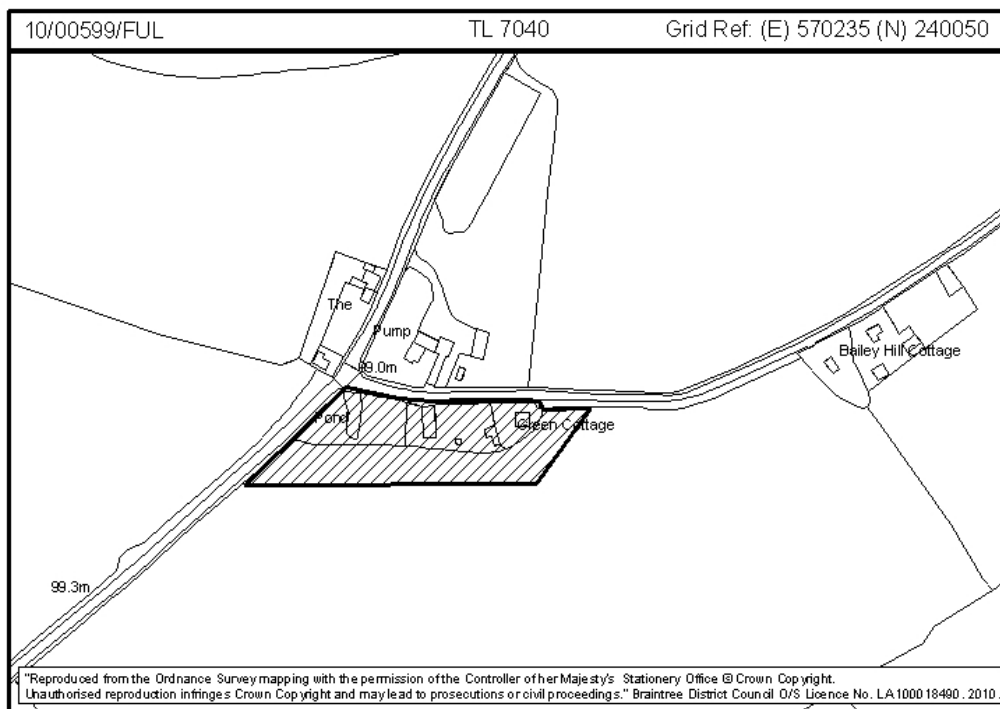 10/00599/FUL TL 7040 Grid Ref: (E) 570235 (N) 240050
The
Pump
99.0m
Bailey Hill Cottage
Pond
Green Cottage
99.3m
"Reproduced from the Ordnance Survey mapping with the permission of the Controller of her Majesty's Stationery Office © Crown Copyright.
Unauthorised reproduction infringes Crown Copyright and may lead to prosecutions or civil proceedings." Braintree District Council O/S Licence No. LA 100018490. 2010.